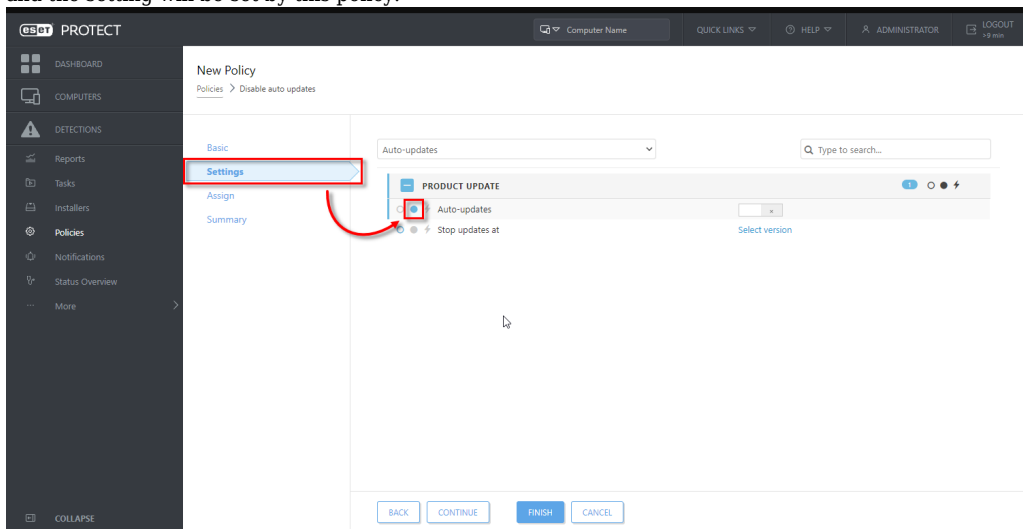 and the setting will be set by this policy.
eset PROTECT
Computer Name
QUICK LINKS
HELP
ADMINISTRATOR
LOGOUT
>9 min
DASHBOARD
COMPUTERS
DETECTIONS
Reports
Tasks
Installers
Policies
Notifications
Status Overview
More
COLLAPSE
New Policy
Policies > Disable auto updates
Basic
Settings
Assign
Summary
Auto-updates
Type to search...
PRODUCT UPDATE
1
Auto-updates
Stop updates at
Select version
BACK
CONTINUE
FINISH
CANCEL